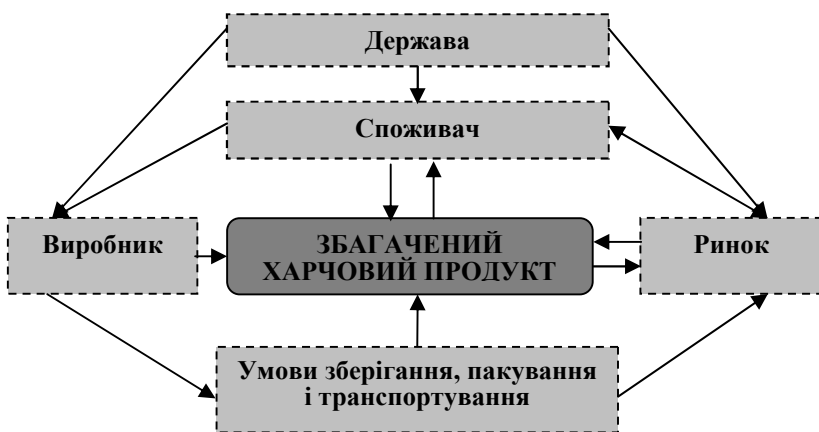 Держава
Споживач
Виробник
ЗБАГАЧЕНИЙ
ХАРЧОВИЙ ПРОДУКТ
Ринок
Умови зберігання, пакування
і транспортування